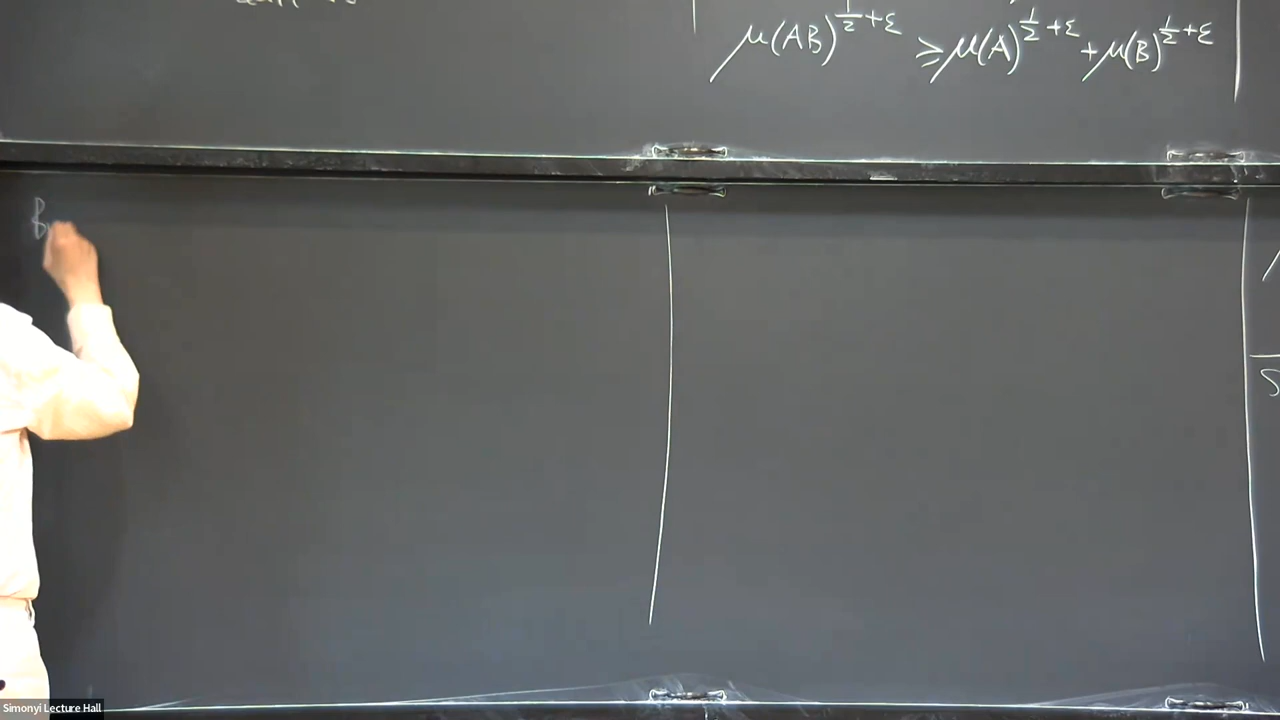 μ(AB)^{1/2+ε} ≥ μ(A)^{1/2+ε} + μ(B)^{1/2+ε}
B
Simonyi Lecture Hall